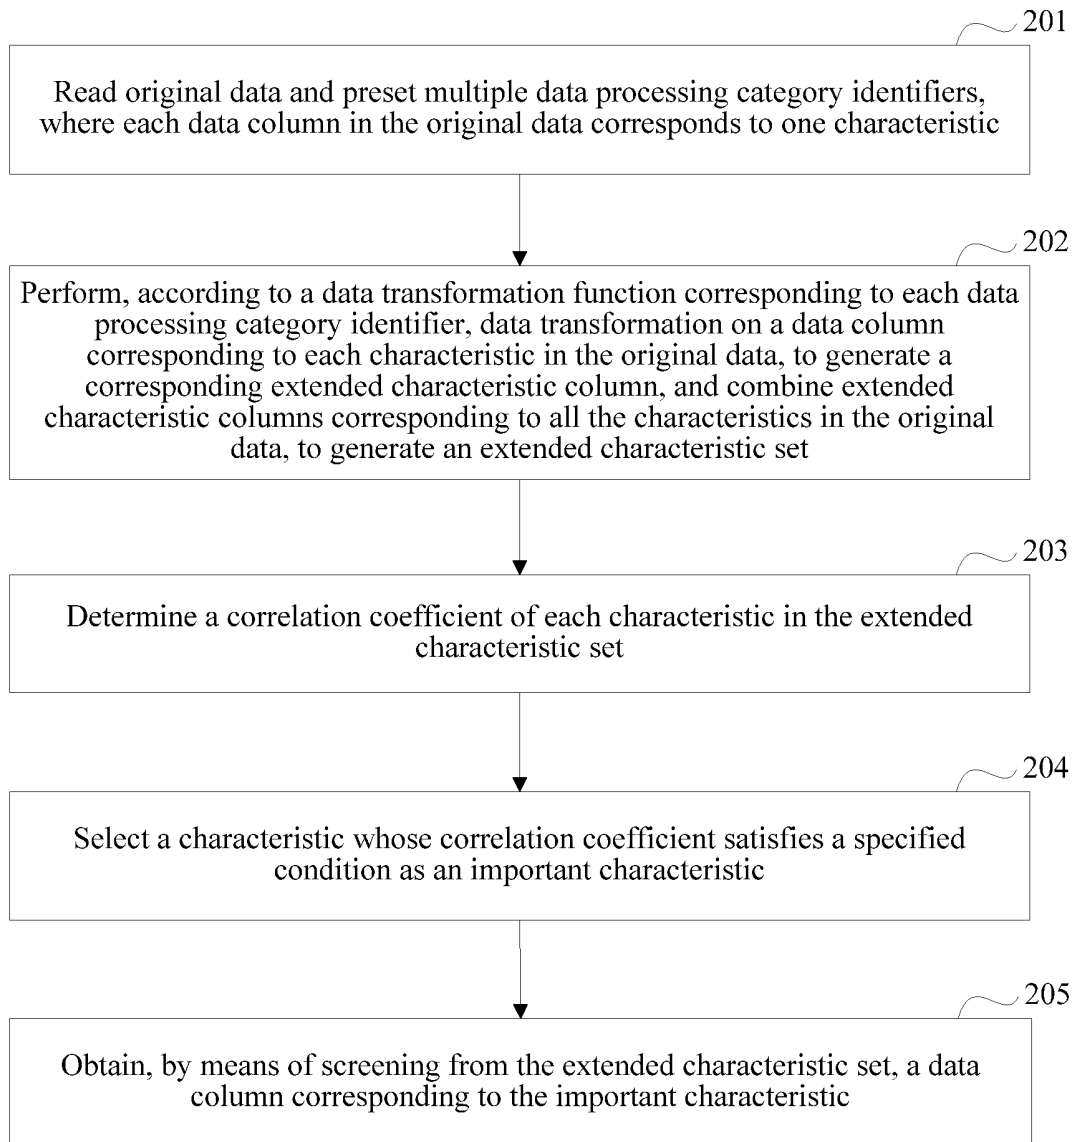 201
Read original data and preset multiple data processing category identifiers,
where each data column in the original data corresponds to one characteristic
202
Perform, according to a data transformation function corresponding to each data
processing category identifier, data transformation on a data column
corresponding to each characteristic in the original data, to generate a
corresponding extended characteristic column, and combine extended
characteristic columns corresponding to all the characteristics in the original
data, to generate an extended characteristic set
203
Determine a correlation coefficient of each characteristic in the extended
characteristic set
204
Select a characteristic whose correlation coefficient satisfies a specified
condition as an important characteristic
205
Obtain, by means of screening from the extended characteristic set, a data
column corresponding to the important characteristic